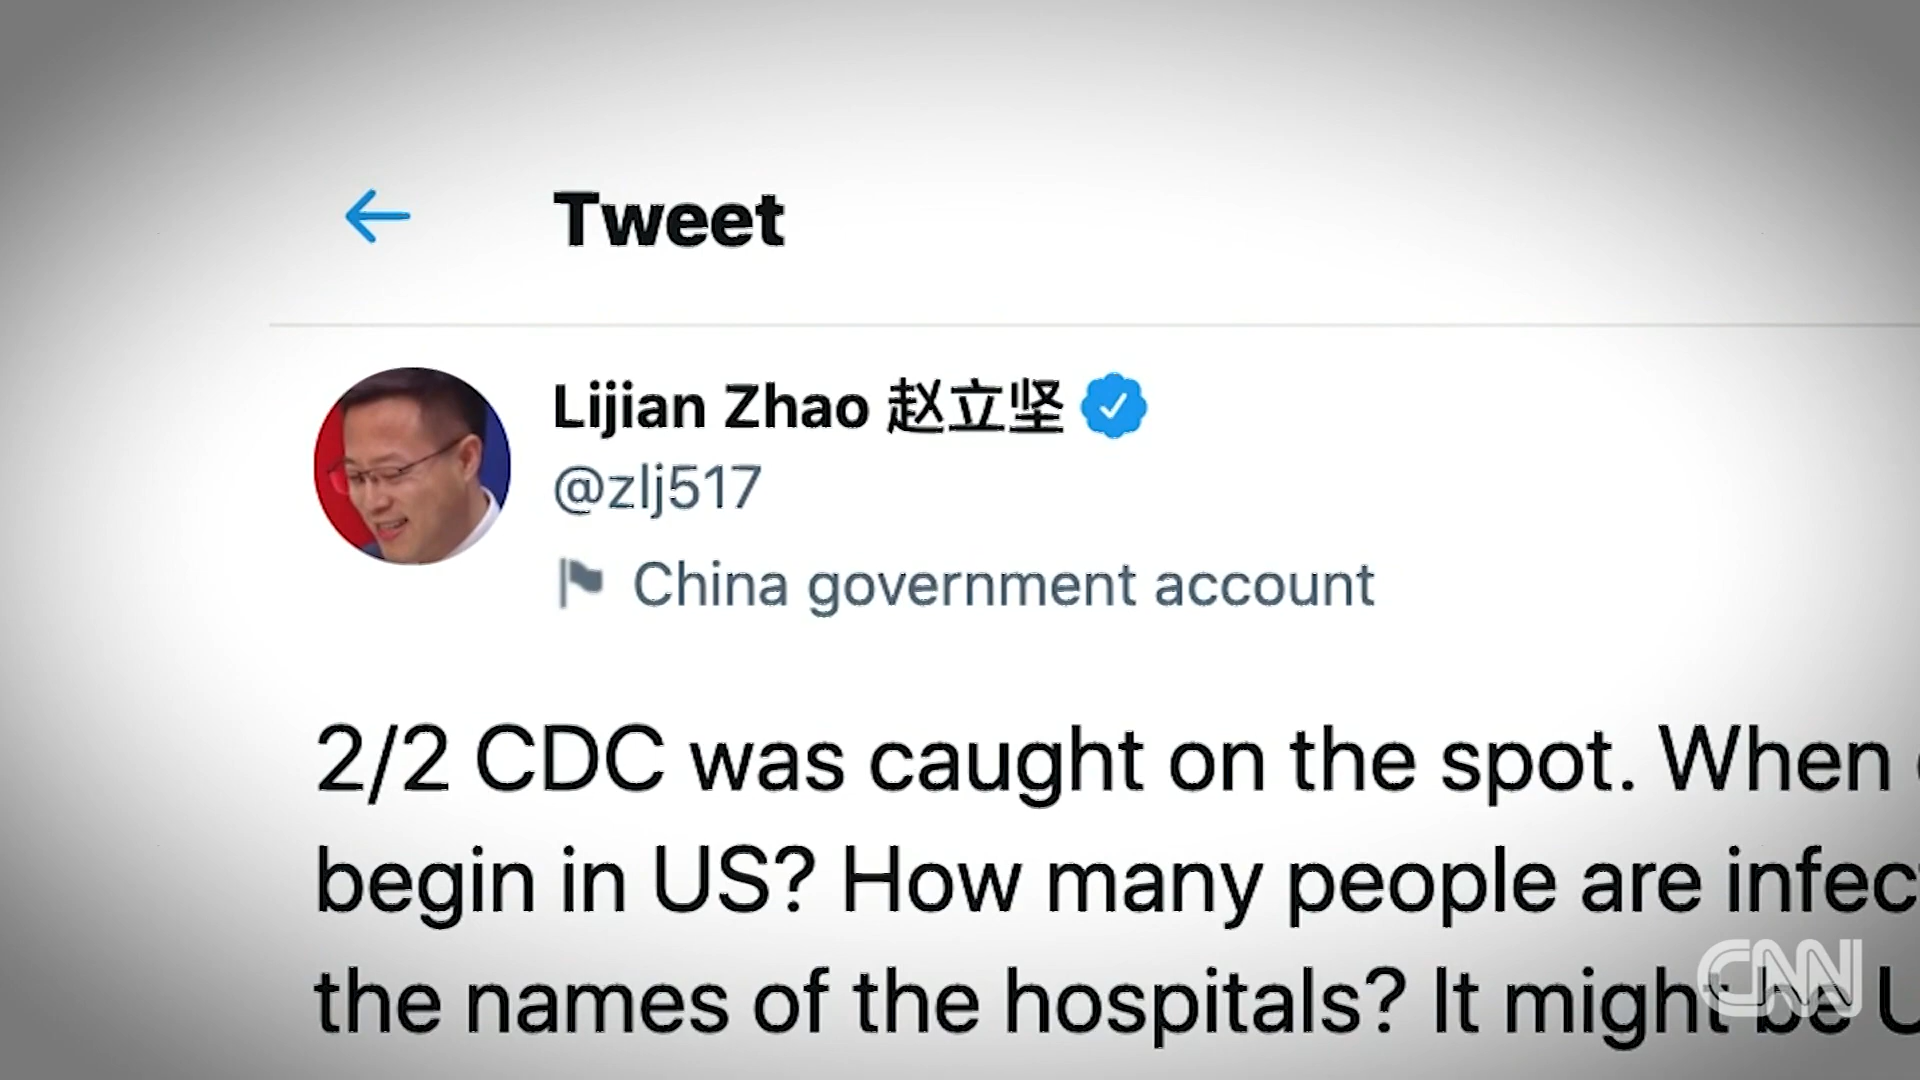 Tweet
Lijian Zhao 赵立坚
@zlj517
China government account
2/2 CDC was caught on the spot. When
begin in US? How many people are infec
the names of the hospitals? It might be U
CNN